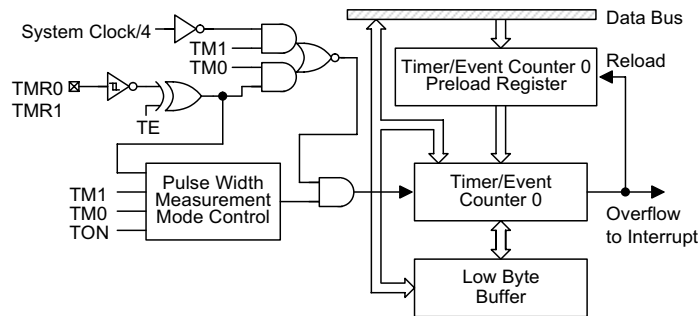 System Clock/4
TM1
TM0
TMR0
TMR1
TE
TM1
TM0
TON
Pulse Width
Measurement
Mode Control
Data Bus
Timer/Event Counter 0
Preload Register
Reload
Timer/Event
Counter 0
Overflow
to Interrupt
Low Byte
Buffer